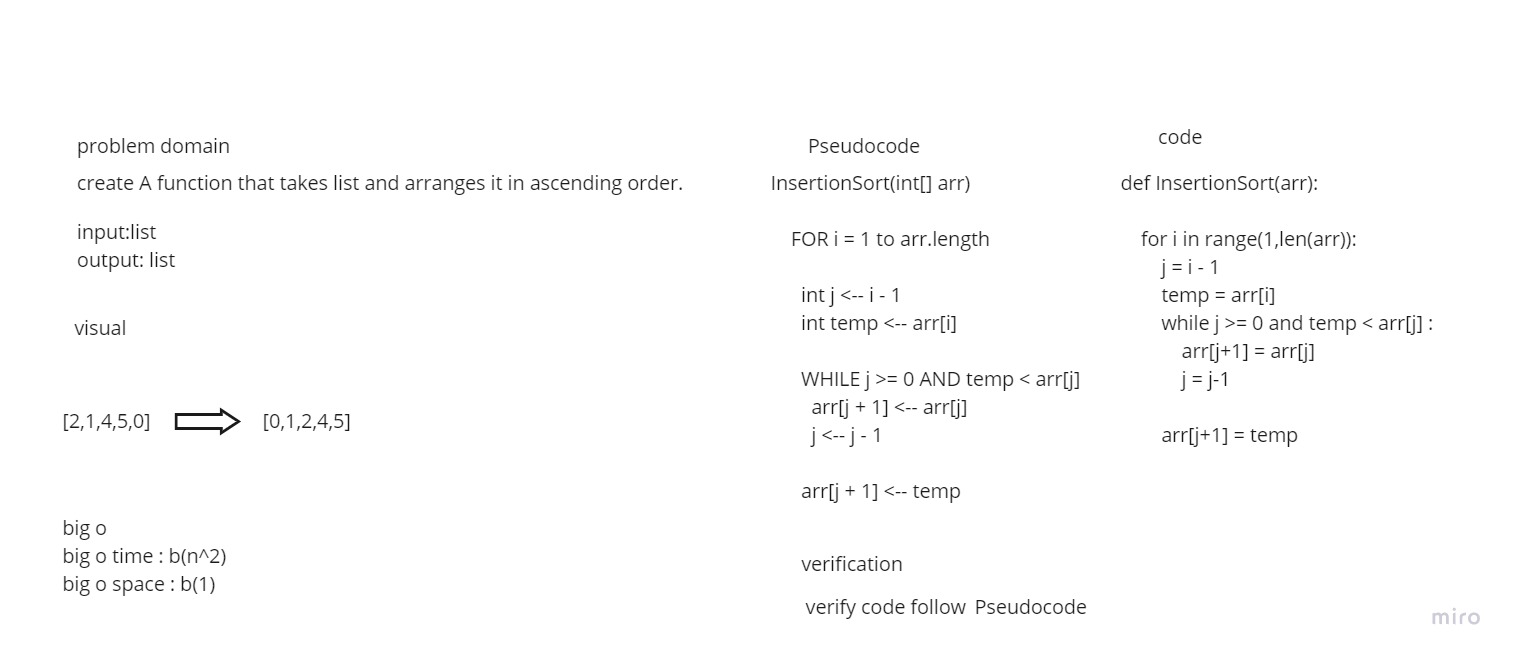 problem domain
create A function that takes list and arranges it in ascending order.
input:list
output: list
visual
[2,1,4,5,0] [0,1,2,4,5]
big o
big o time : b(n^2)
big o space : b(1)
Pseudocode
InsertionSort(int[] arr)
FOR i = 1 to arr.length
int j <-- i - 1
int temp <-- arr[i]
WHILE j >= 0 AND temp < arr[j]
arr[j + 1] <-- arr[j]
j <-- j - 1
arr[j + 1] <-- temp
verification
verify code follow Pseudocode
code
def InsertionSort(arr):
for i in range(1,len(arr)):
j = i - 1
temp = arr[i]
while j >= 0 and temp < arr[j] :
arr[j+1] = arr[j]
j = j-1
arr[j+1] = temp
miro